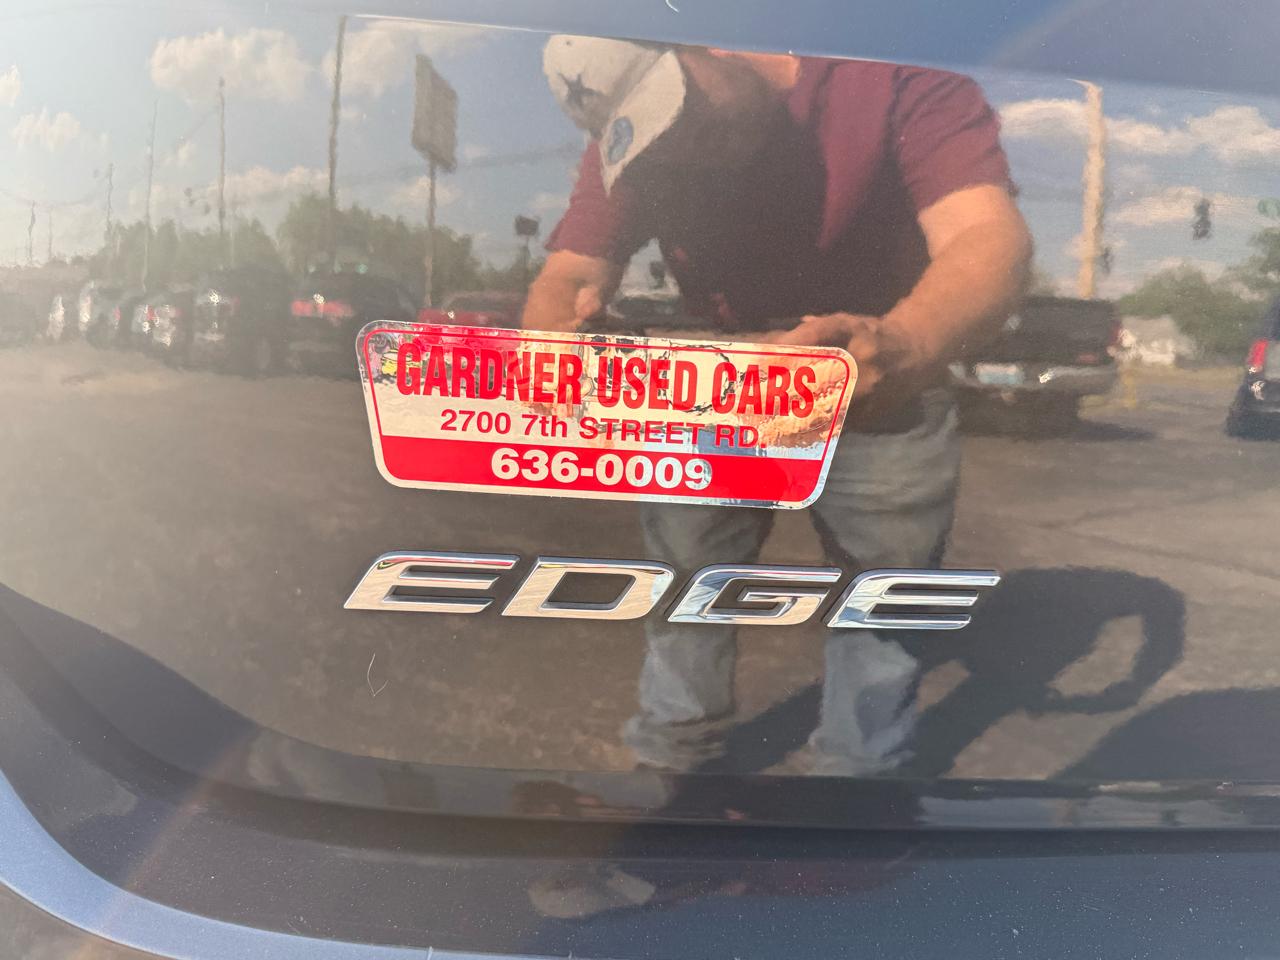 GARDNER USED CARS
2700 7th STREET RD.
636-0009
EDGE